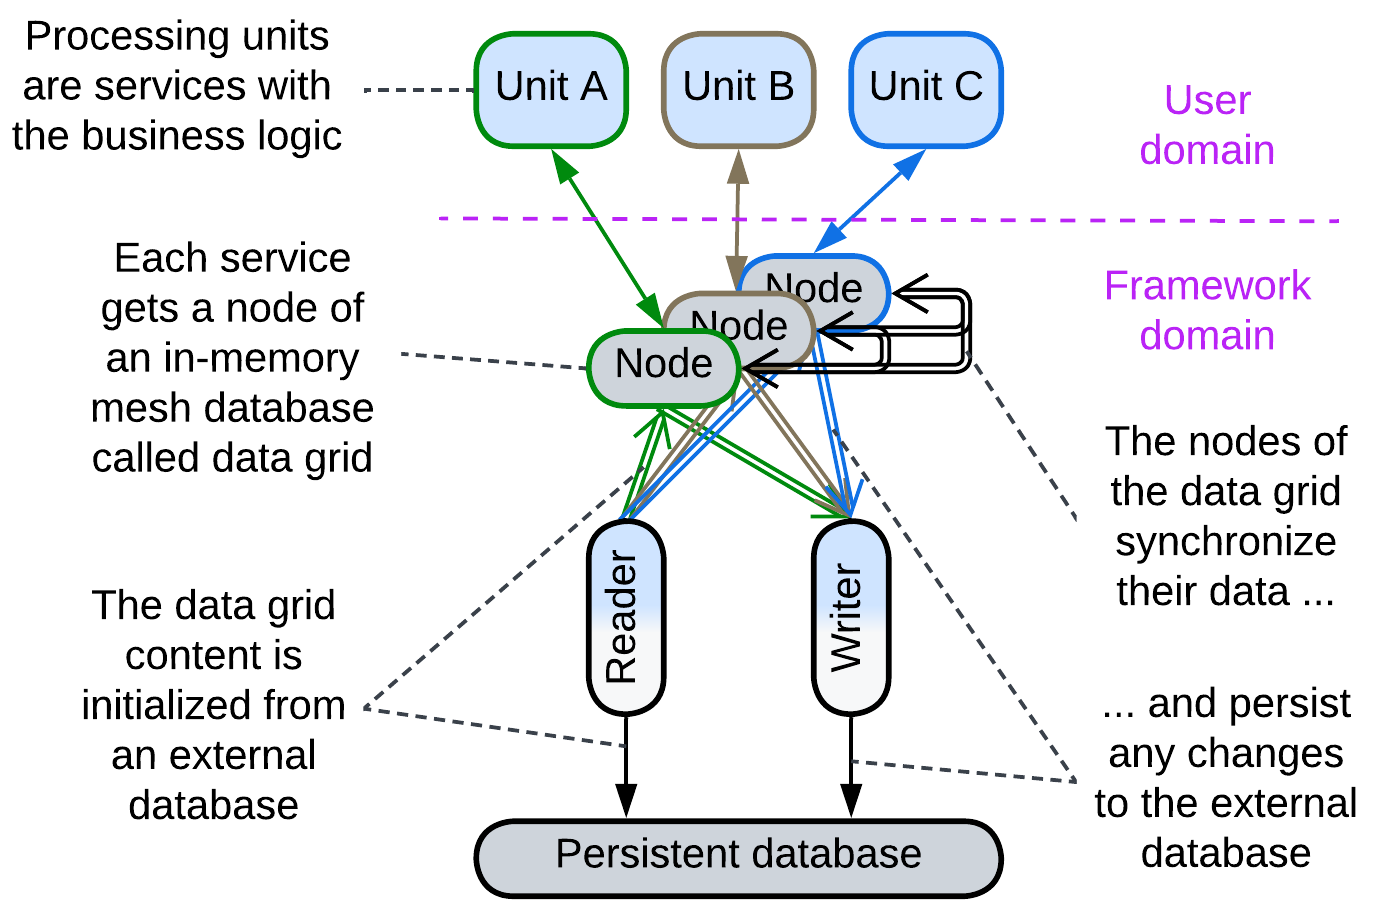 Processing units
are services with
the business logic
Unit A
Unit B
Unit C
User
domain
Each service
gets a node of
an in-memory
mesh database
called data grid
Node
Node
Node
Framework
domain
The nodes of
the data grid
synchronize
their data ...
The data grid
content is
initialized from
an external
database
Reader
Writer
... and persist
any changes
to the external
database
Persistent database